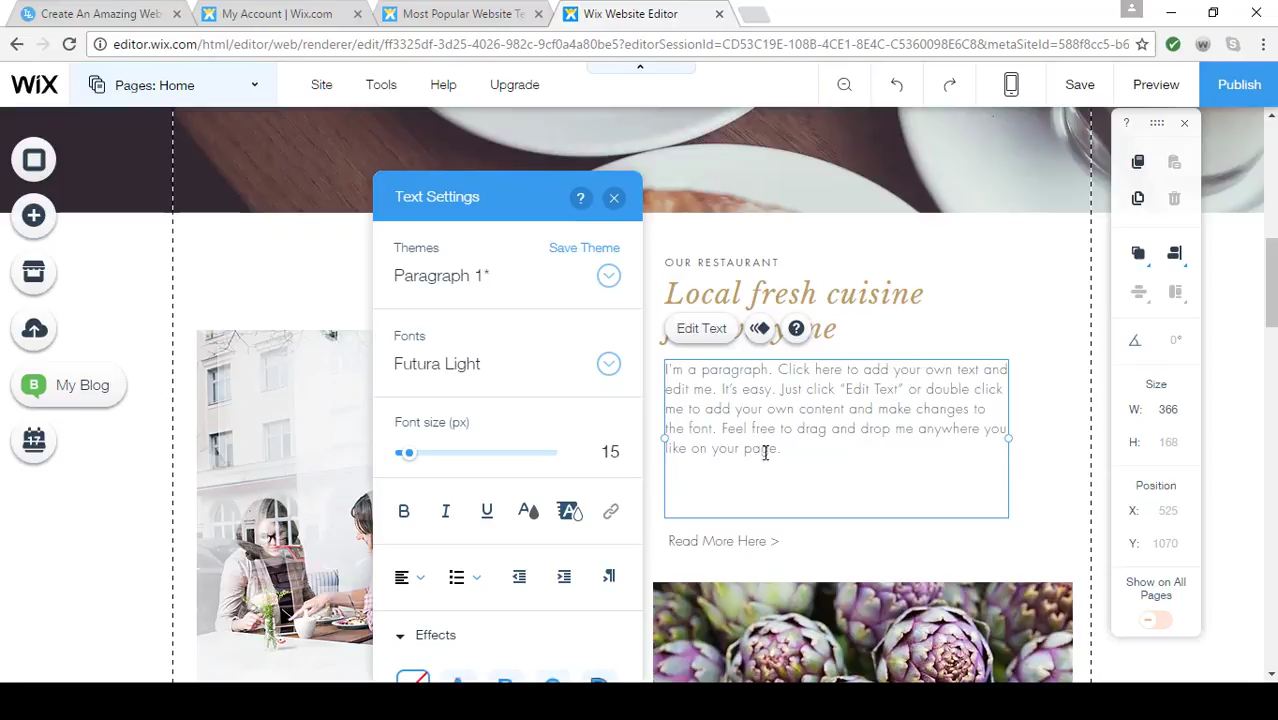 Create An Amazing Web
My Account | Wix.com
Most Popular Website Te
Wix Website Editor
editor.wix.com/html/editor/web/renderer/edit/ff3325df-3d25-4026-982c-9cf0a4a80be5?editorSessionId=CD53C19E-108B-4CE1-8E4C-C5360098E6C8&metaSiteId=588f8cc5-b6
WiX Pages: Home Site Tools Help Upgrade Save Preview Publish
Text Settings
Themes Save Theme
Paragraph 1*
Fonts
Futura Light
Font size (px)
15
B I U A A
Effects
My Blog
17
OUR RESTAURANT
Local fresh cuisine
Edit Text
I'm a paragraph. Click here to add your own text and
edit me. It's easy. Just click “Edit Text” or double click
me to add your own content and make changes to
the font. Feel free to drag and drop me anywhere you
like on your page.
Read More Here >
0°
Size
W: 366
H: 168
Position
X: 525
Y: 1070
Show on All
Pages